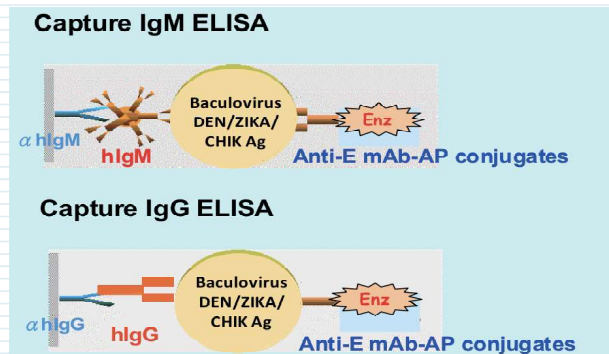 Capture IgM ELISA
Baculovirus
DEN/ZIKA/
CHIK Ag
Enz
α hIgM
hIgM
Anti-E mAb-AP conjugates
Capture IgG ELISA
Baculovirus
DEN/ZIKA/
CHIK Ag
Enz
α hIgG
hIgG
Anti-E mAb-AP conjugates